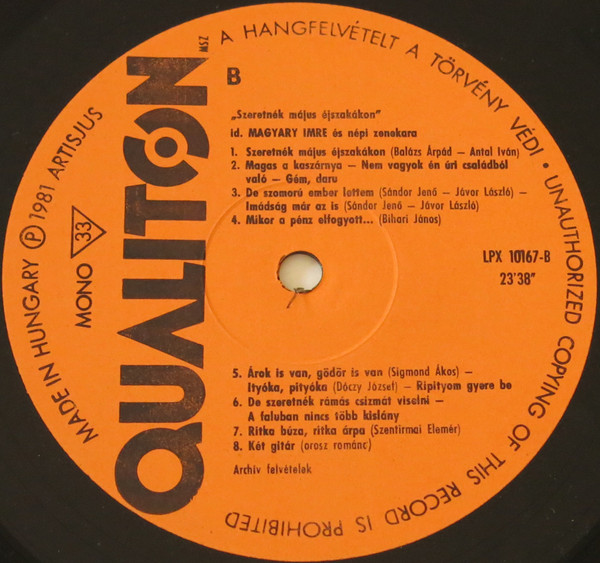 A HANGFELVÉTELT A TÖRVÉNY VÉDI • UNAUTHORIZED COPYING OF THIS RECORD IS PROHIBITED
MADE IN HUNGARY Ⓟ 1981 ARTISJUS
MONO 33
QUALITON
MSZ
B
„Szeretnék május éjszakákon”
id. MAGYARY IMRE és népi zenekara
1. Szeretnék május éjszakákon (Balázs Árpád — Antal Iván)
2. Magas a kaszárnya — Nem vagyok én úri családból
való — Gém, daru
3. De szomorú ember lettem (Sándor Jenő — Jávor László) —
Imádság már az is (Sándor Jenő — Jávor László)
4. Mikor a pénz elfogyott... (Bihari János)
LPX 10167-B
23'38”
5. Árok is van, gödör is van (Sigmond Ákos) —
Ityóka, pityóka (Dóczy József) — Ripityom gyere be
6. De szeretnék rámás csizmát viselni —
A faluban nincs több kislány
7. Ritka búza, ritka árpa (Szentirmai Elemér)
8. Két gitár (orosz románc)
Archív felvételek